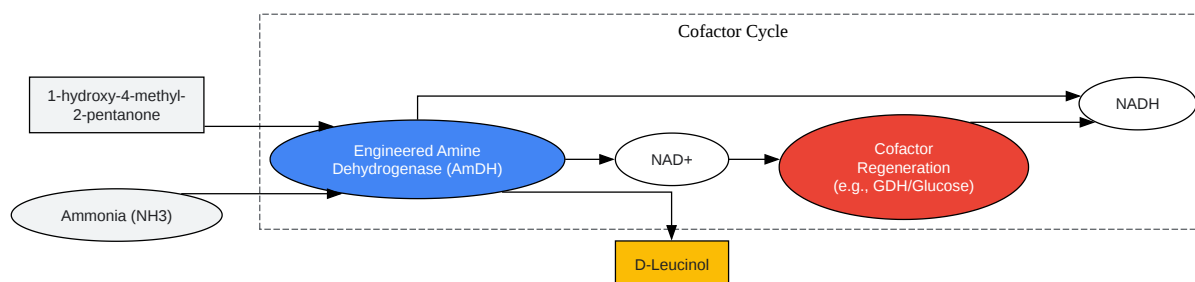 Cofactor Cycle
1-hydroxy-4-methyl-
2-pentanone
NADH
Engineered Amine
Dehydrogenase (AmDH)
NAD+
Cofactor
Regeneration
(e.g., GDH/Glucose)
Ammonia (NH3)
D-Leucinol